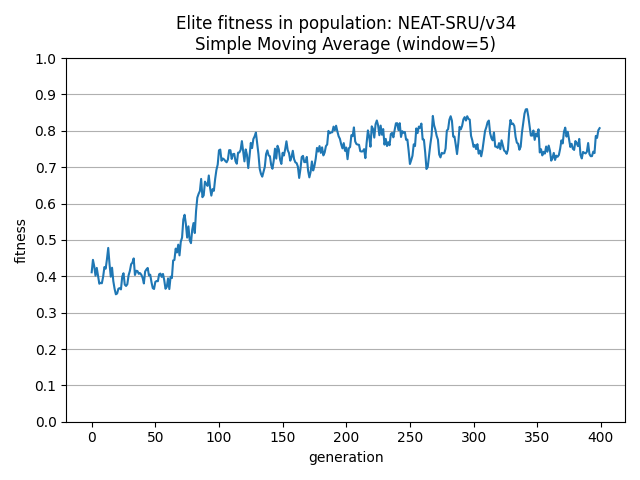 Elite fitness in population: NEAT-SRU/v34
Simple Moving Average (window=5)
1.0
0.9
0.8
0.7
0.6
0.5
0.4
0.3
0.2
0.1
0.0
fitness
0 50 100 150 200 250 300 350 400
generation